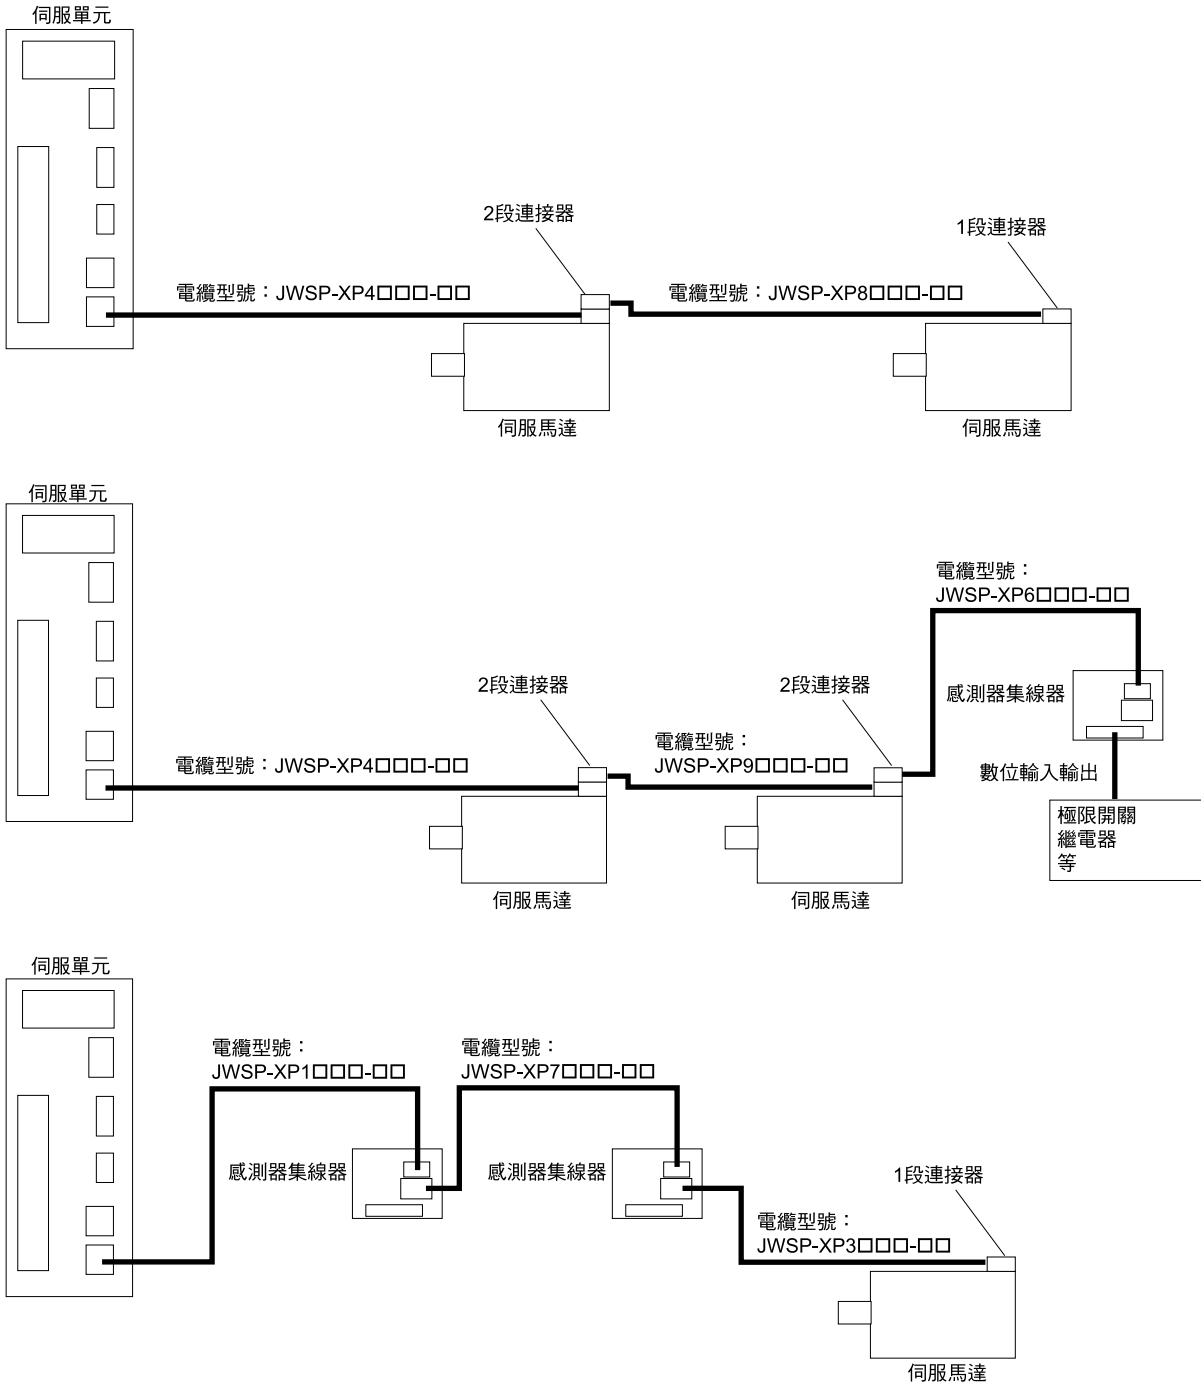 伺服單元
2段連接器
1段連接器
電纜型號：JWSP-XP4□□□-□□
電纜型號：JWSP-XP8□□□-□□
伺服馬達
伺服馬達
伺服單元
電纜型號：
JWSP-XP6□□□-□□
2段連接器
2段連接器
感測器集線器
電纜型號：JWSP-XP4□□□-□□
電纜型號：
JWSP-XP9□□□-□□
數位輸入輸出
極限開關
繼電器
等
伺服馬達
伺服馬達
伺服單元
電纜型號：
JWSP-XP1□□□-□□
電纜型號：
JWSP-XP7□□□-□□
感測器集線器
感測器集線器
1段連接器
電纜型號：
JWSP-XP3□□□-□□
伺服馬達